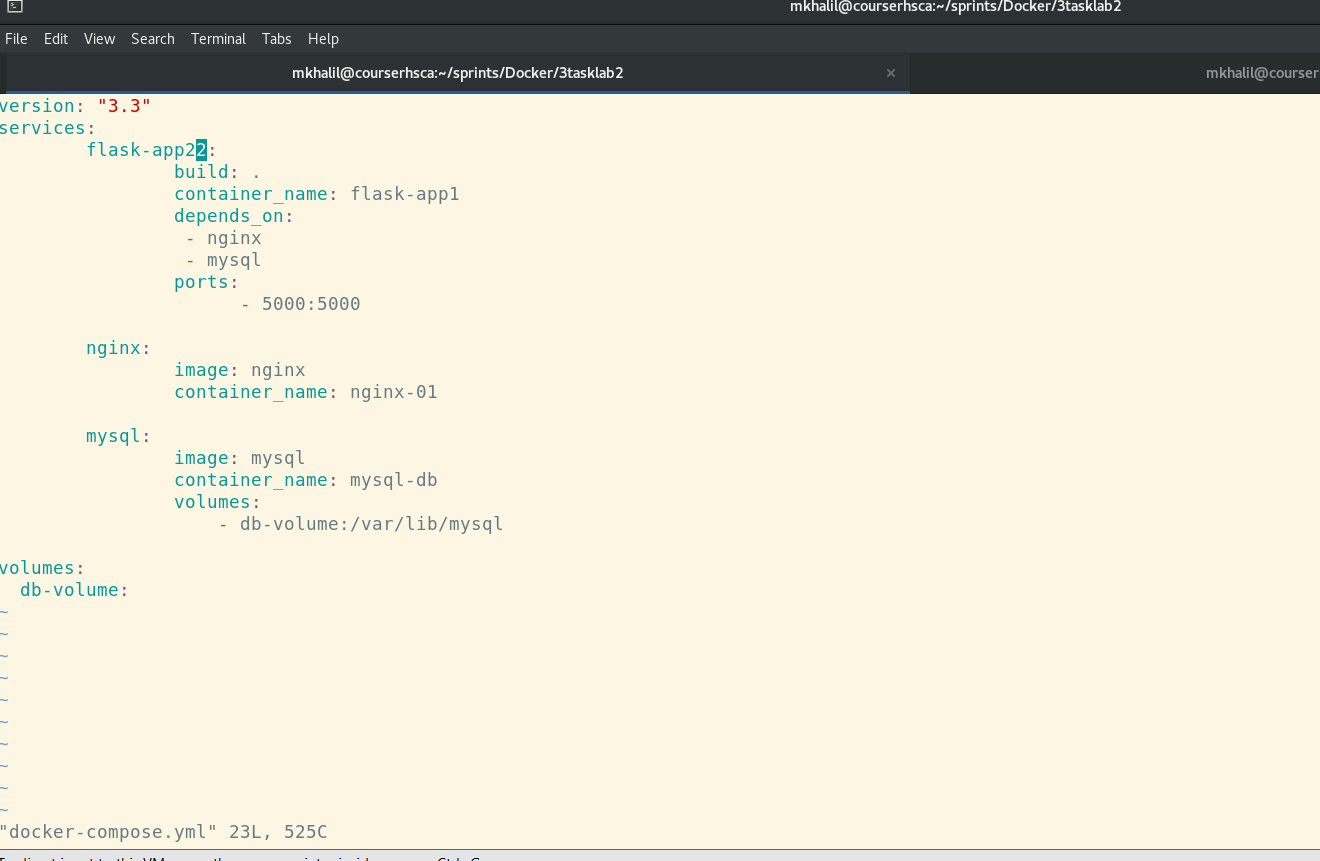 mkhalil@courserhsca:~/sprints/Docker/3tasklab2
File Edit View Search Terminal Tabs Help
mkhalil@courserhsca:~/sprints/Docker/3tasklab2 × mkhalil@courser
version: "3.3"
services:
        flask-app22:
                build: .
                container_name: flask-app1
                depends_on:
                 - nginx
                 - mysql
                ports:
                      - 5000:5000

        nginx:
                image: nginx
                container_name: nginx-01

        mysql:
                image: mysql
                container_name: mysql-db
                volumes:
                    - db-volume:/var/lib/mysql

volumes:
  db-volume:
~
~
~
~
~
~
~
~
~
~
"docker-compose.yml" 23L, 525C